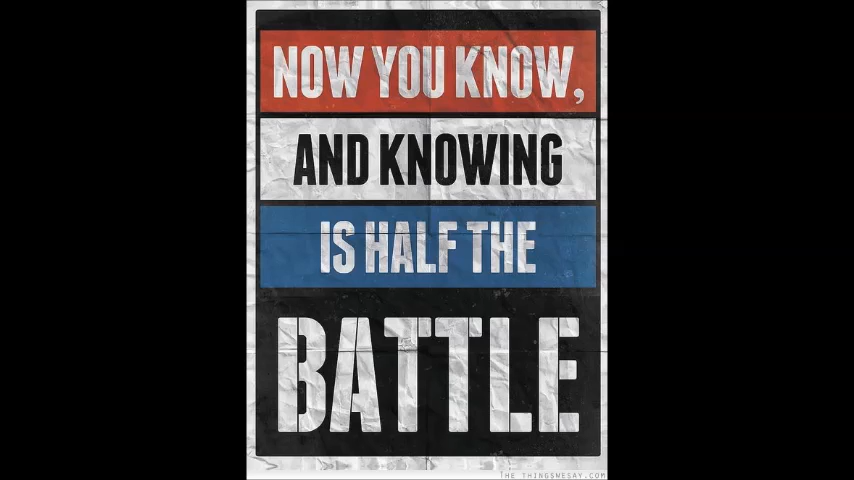 NOW YOU KNOW,
AND KNOWING
IS HALF THE
BATTLE
THE THINGSWESAY.COM